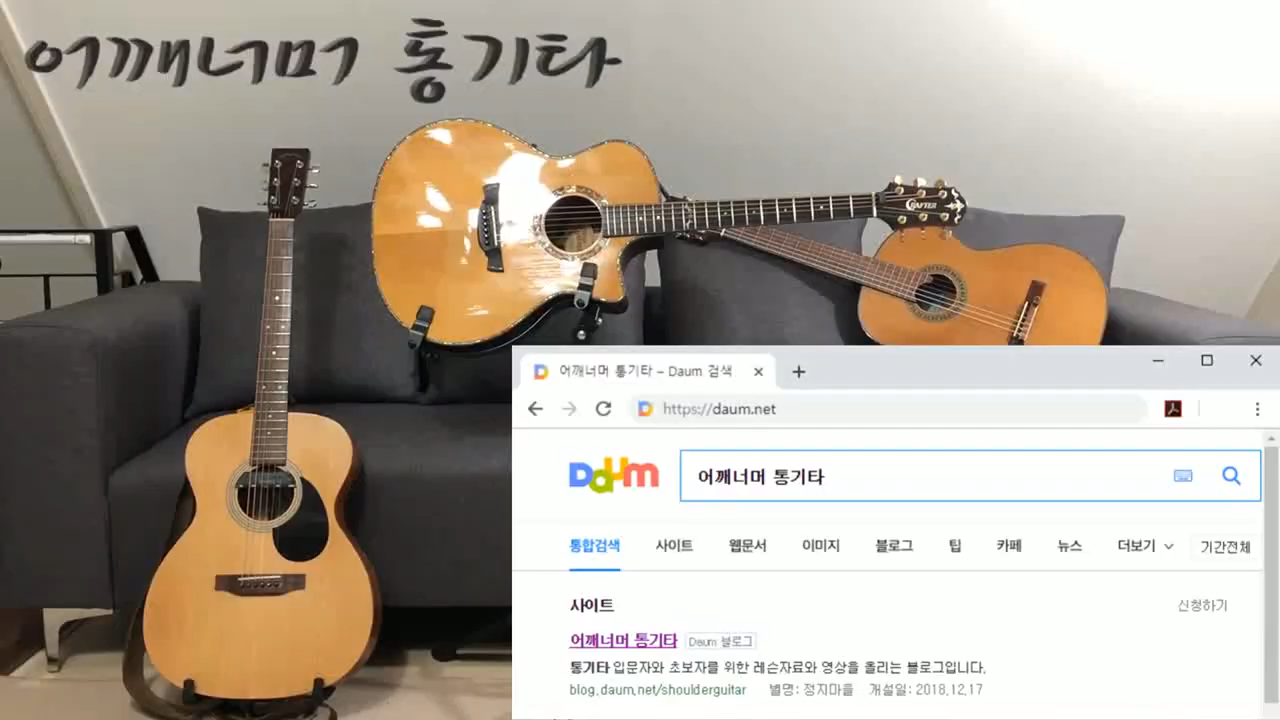 어깨너머 통기타
CRAFTER
어깨너머 통기타 – Daum 검색
https://daum.net
Daum
어깨너머 통기타
통합검색 사이트 웹문서 이미지 블로그 팁 카페 뉴스 더보기 기간전체
사이트 신청하기
어깨너머 통기타 Daum 블로그
통기타 입문자와 초보자를 위한 레슨자료와 영상을 올리는 블로그입니다.
blog.daum.net/shoulderguitar 별명: 정지마을 개설일: 2018.12.17